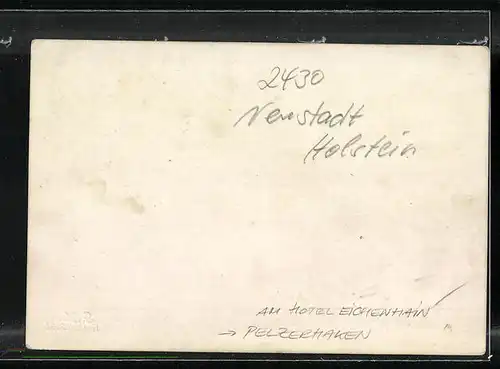 2430
Neustadt
Holstein
AM HOTEL EICHENHAIN
→ PELZERHAKEN